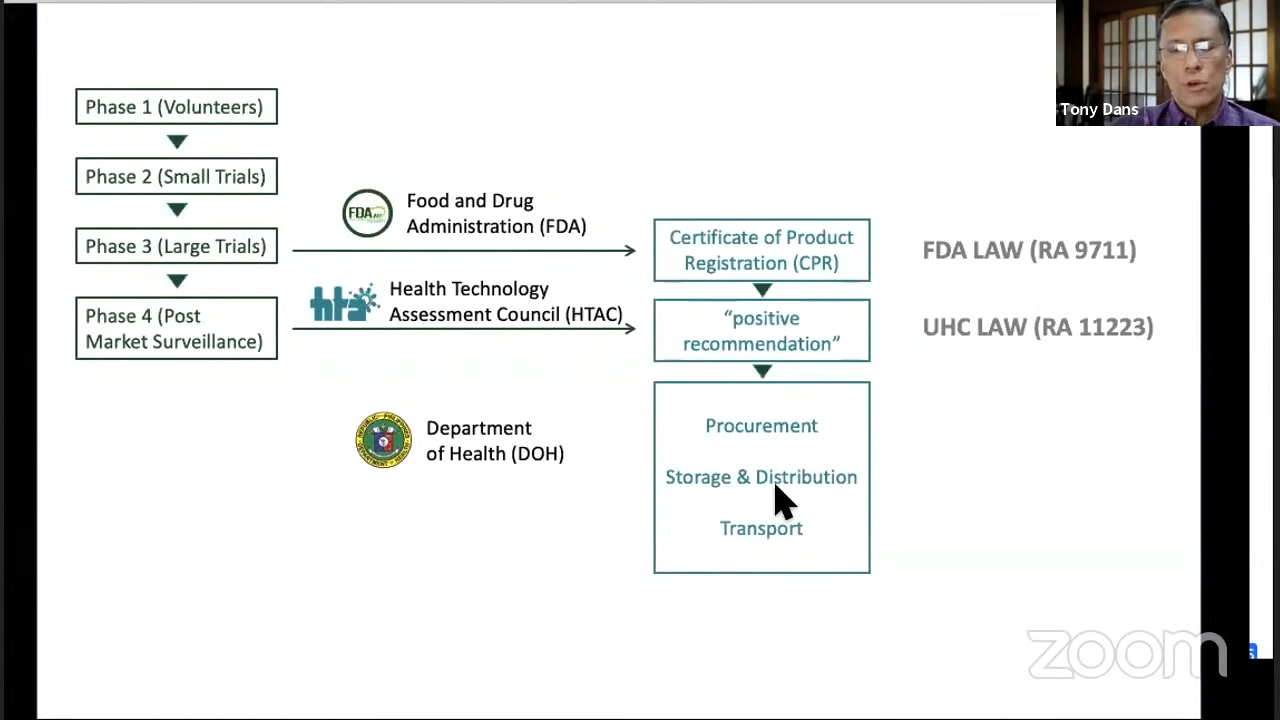 Tony Dans
Phase 1 (Volunteers)
Phase 2 (Small Trials)
Phase 3 (Large Trials)
Phase 4 (Post
Market Surveillance)
FDA
Food and Drug
Administration (FDA)
hta
Health Technology
Assessment Council (HTAC)
Department
of Health (DOH)
Certificate of Product
Registration (CPR)
“positive
recommendation”
Procurement
Storage & Distribution
Transport
FDA LAW (RA 9711)
UHC LAW (RA 11223)
zoom